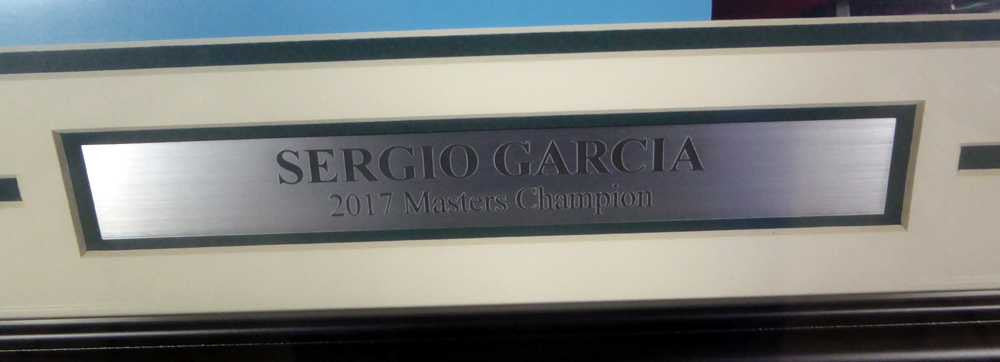 SERGIO GARCIA
2017 Masters Champion